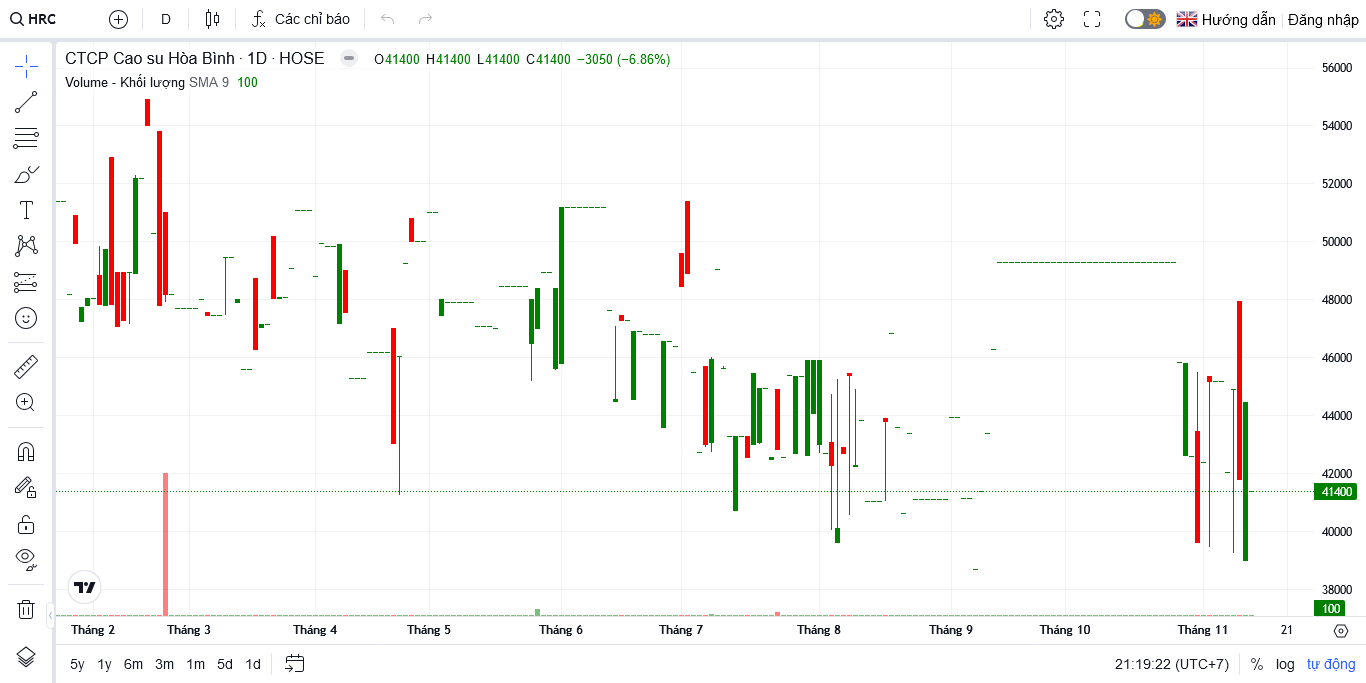 HRC D Các chỉ báo Hướng dẫn Đăng nhập
CTCP Cao su Hòa Bình · 1D · HOSE O41400 H41400 L41400 C41400 −3050 (−6.86%)
Volume - Khối lượng SMA 9 100
56000
54000
52000
50000
48000
46000
44000
42000
41400
40000
38000
100
Tháng 2 Tháng 3 Tháng 4 Tháng 5 Tháng 6 Tháng 7 Tháng 8 Tháng 9 Tháng 10 Tháng 11 21
5y 1y 6m 3m 1m 5d 1d 21:19:22 (UTC+7) % log tự động